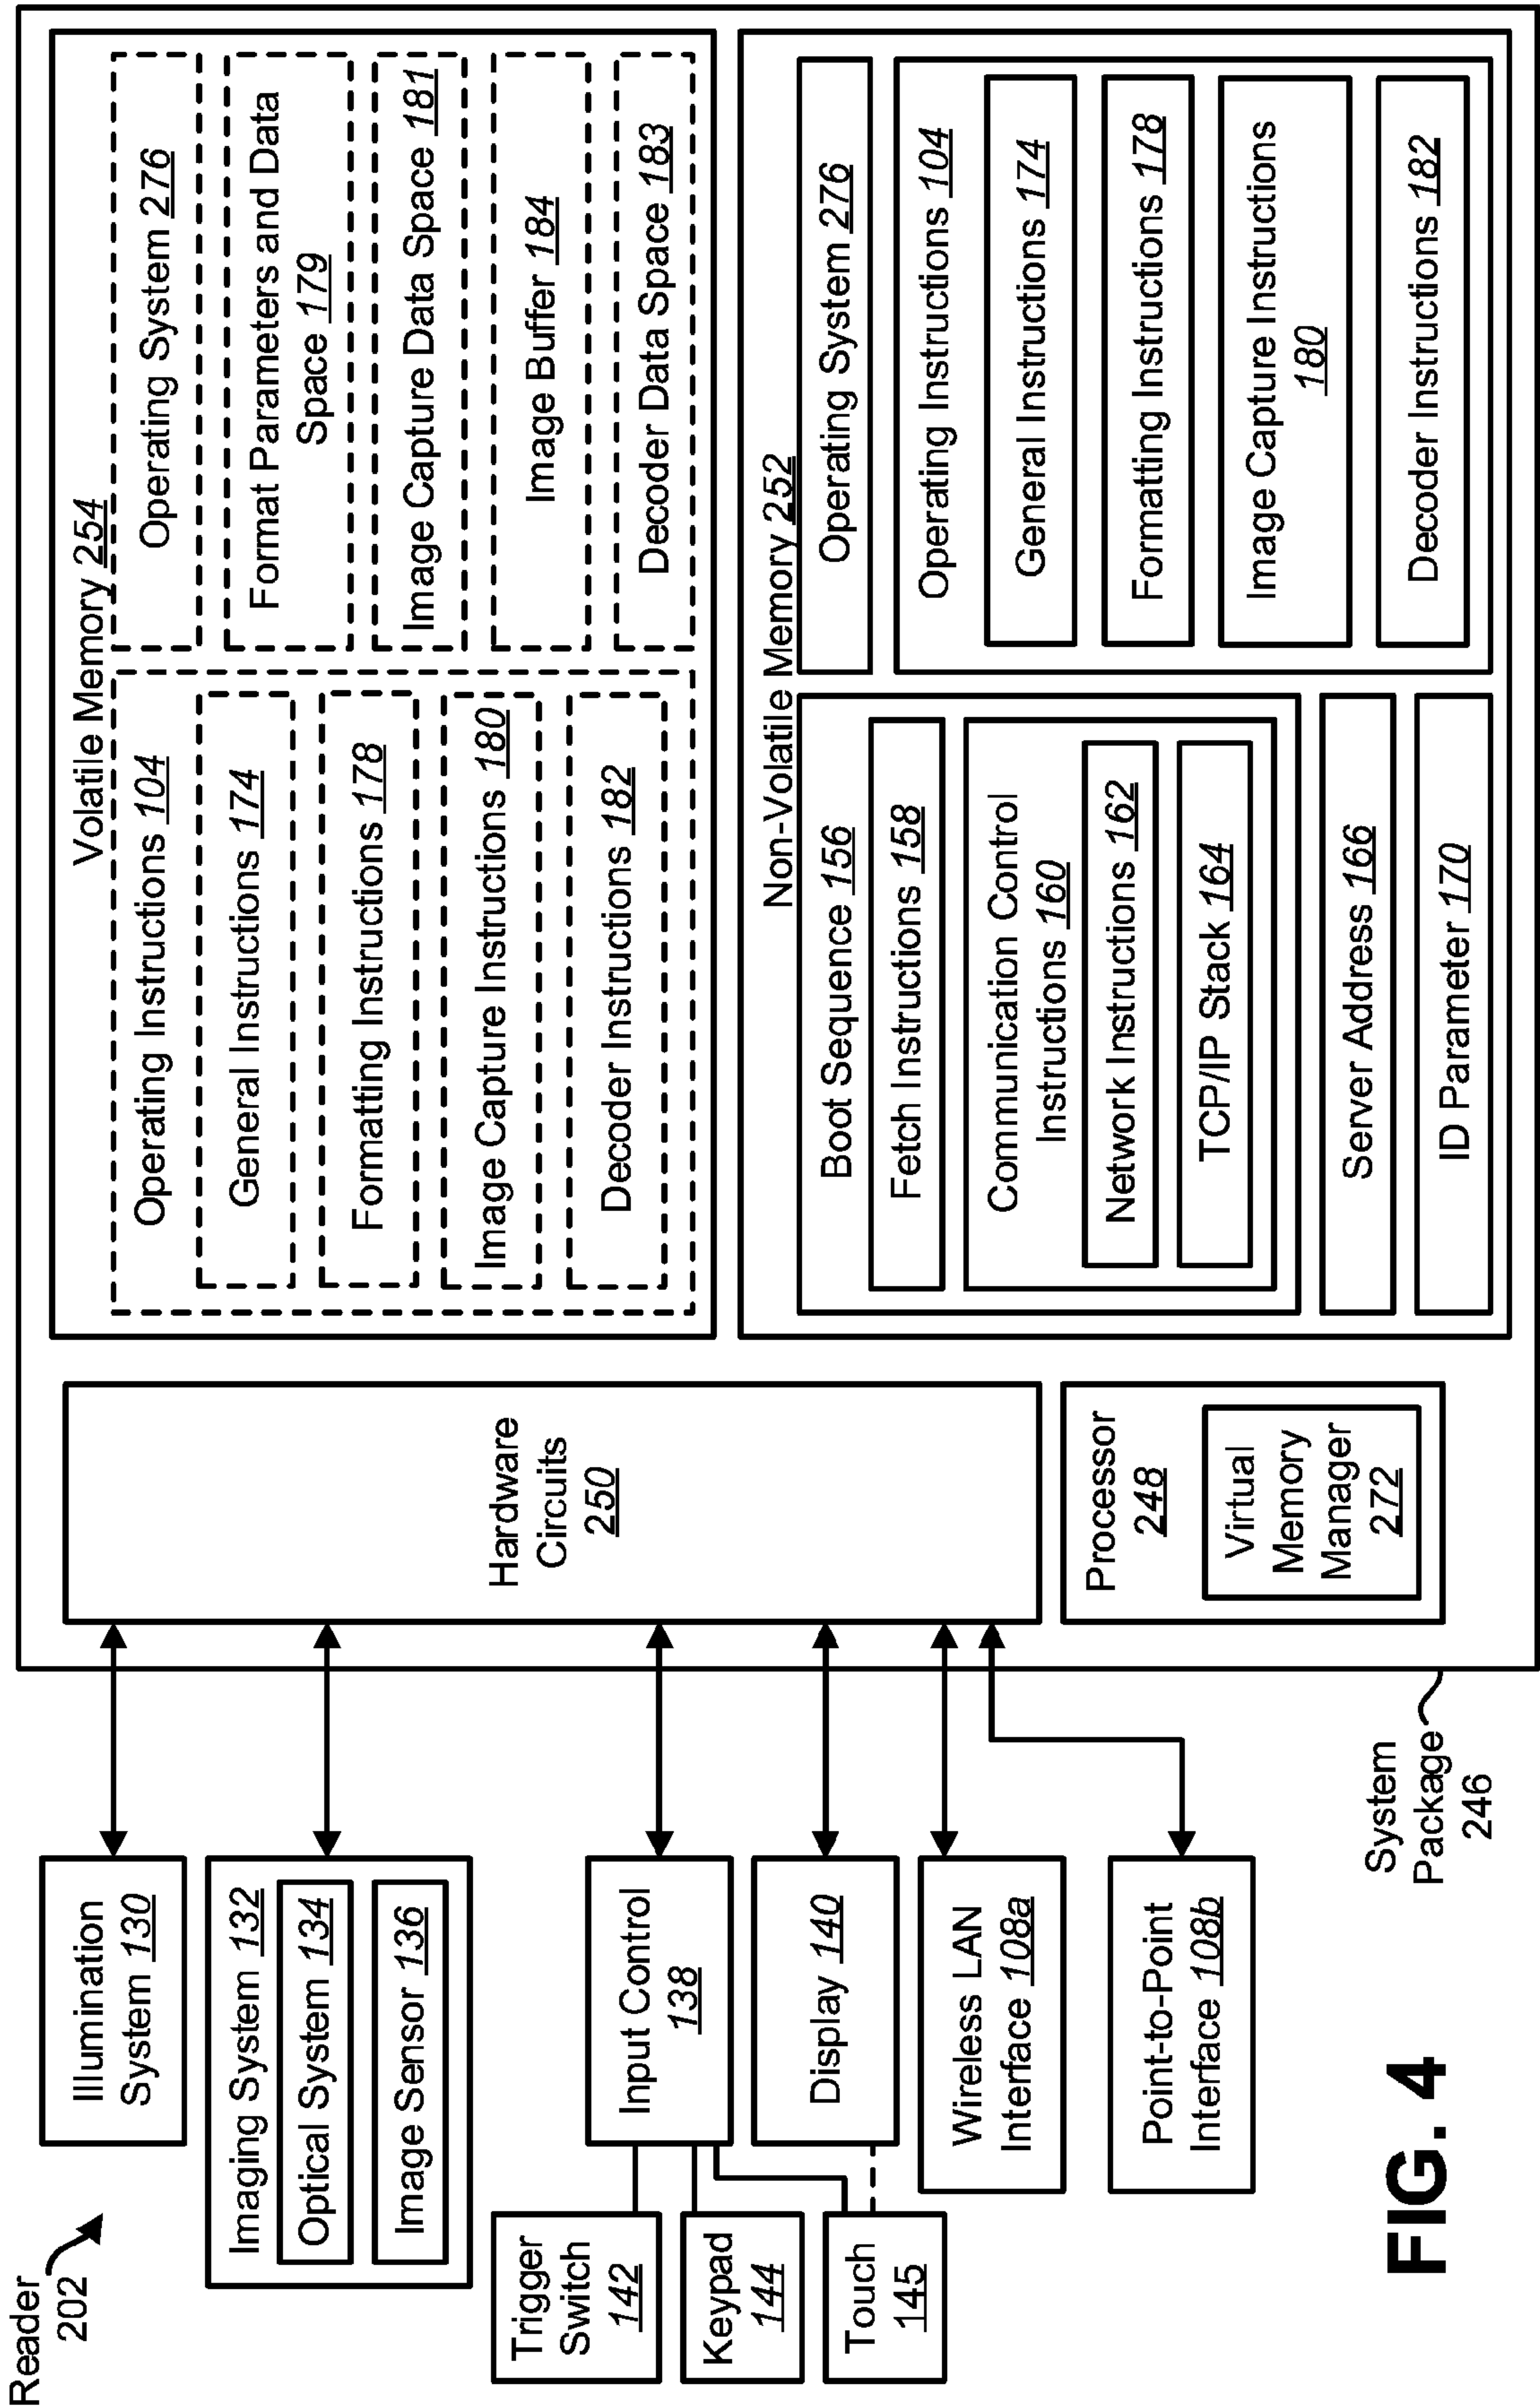 Reader
202
Illumination
System 130
Imaging System 132
Optical System 134
Image Sensor 136
Trigger
Switch
142
Keypad
144
Touch
145
Input Control
138
Display 140
Wireless LAN
Interface 108a
Point-to-Point
Interface 108b
System
Package
246
Hardware
Circuits
250
Processor
248
Virtual
Memory
Manager
272
Volatile Memory 254
Operating Instructions 104
General Instructions 174
Formatting Instructions 178
Image Capture Instructions 180
Decoder Instructions 182
Operating System 276
Format Parameters and Data
Space 179
Image Capture Data Space 181
Image Buffer 184
Decoder Data Space 183
Non-Volatile Memory 252
Boot Sequence 156
Fetch Instructions 158
Communication Control
Instructions 160
Network Instructions 162
TCP/IP Stack 164
Server Address 166
ID Parameter 170
Operating System 276
Operating Instructions 104
General Instructions 174
Formatting Instructions 178
Image Capture Instructions
180
Decoder Instructions 182
FIG. 4